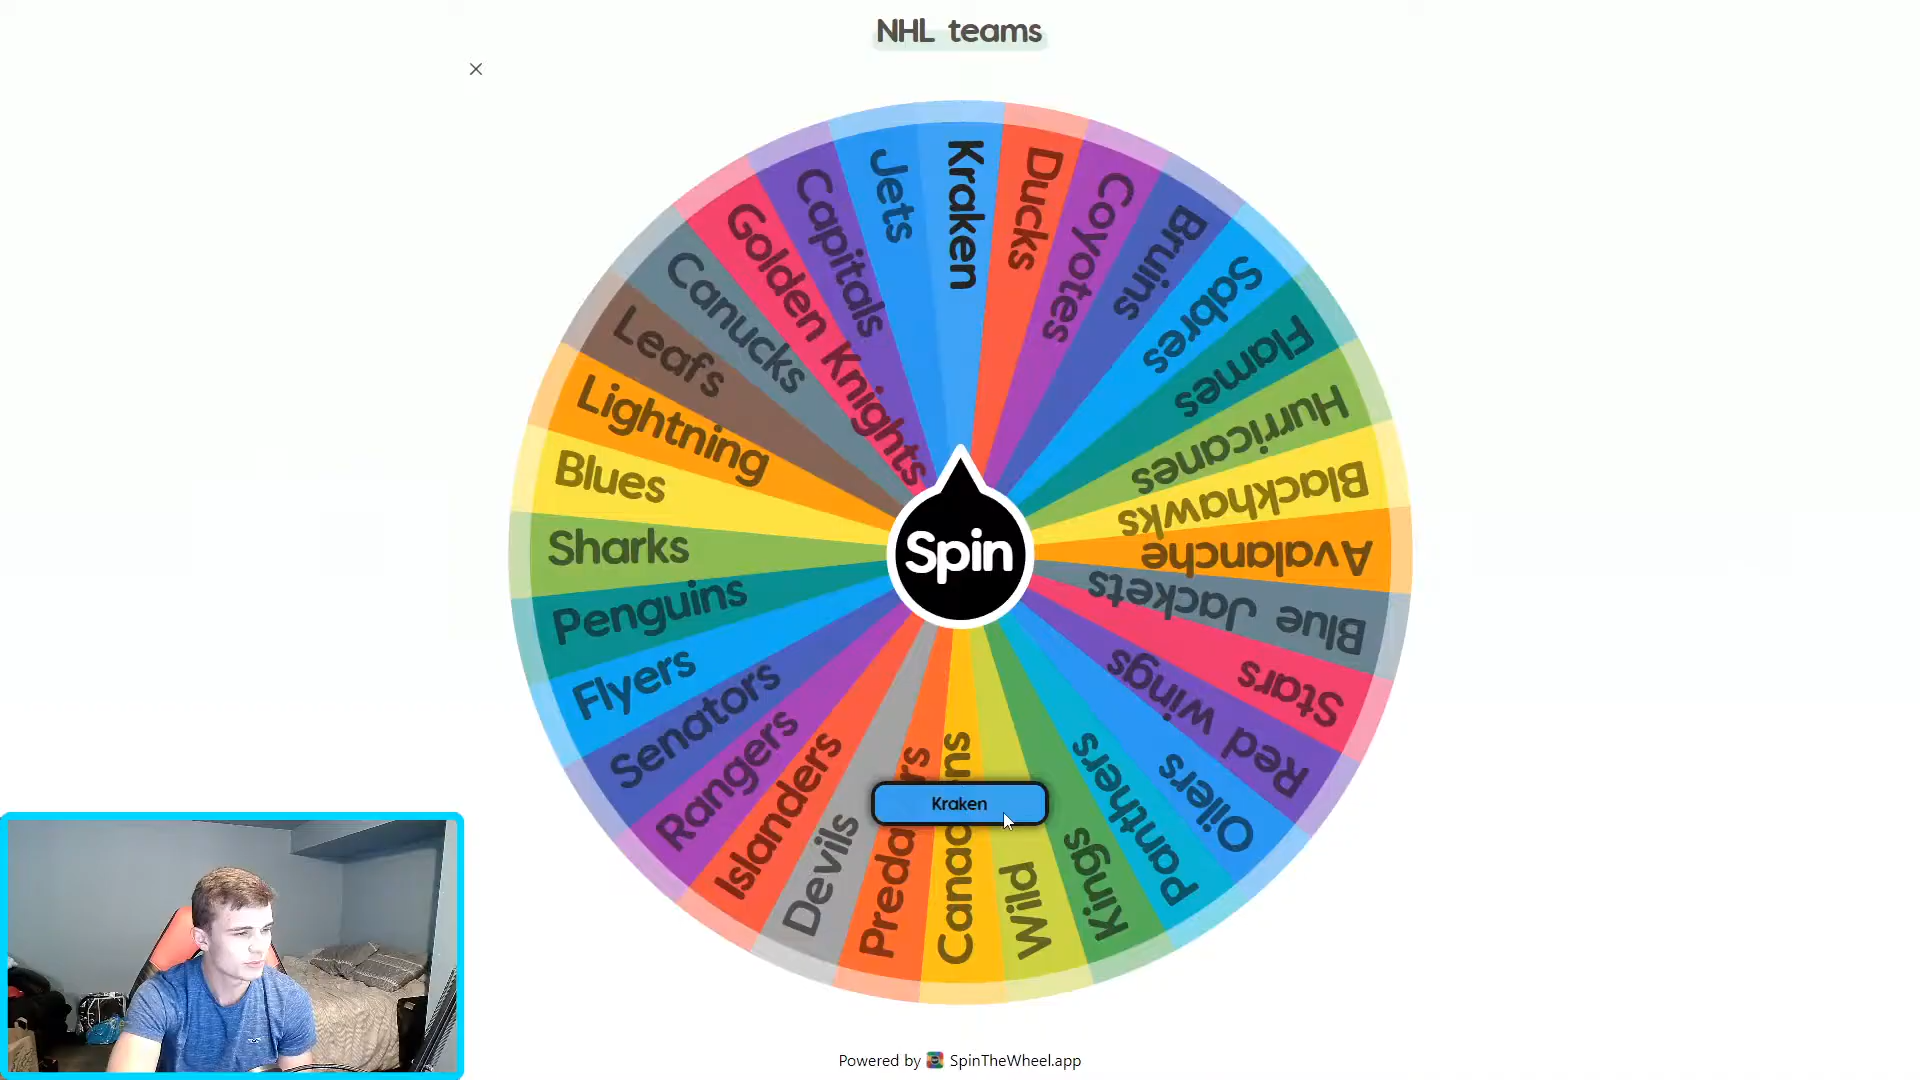 NHL teams
Kraken
Ducks
Coyotes
Bruins
Sabres
Flames
Hurricanes
Blackhawks
Avalanche
Blue Jackets
Stars
Red wings
Oilers
Panthers
Kings
Wild
Devils
Islanders
Rangers
Senators
Flyers
Penguins
Sharks
Blues
Lightning
Leafs
Canucks
Golden Knights
Capitals
Jets
Spin
Kraken
Powered by SpinTheWheel.app